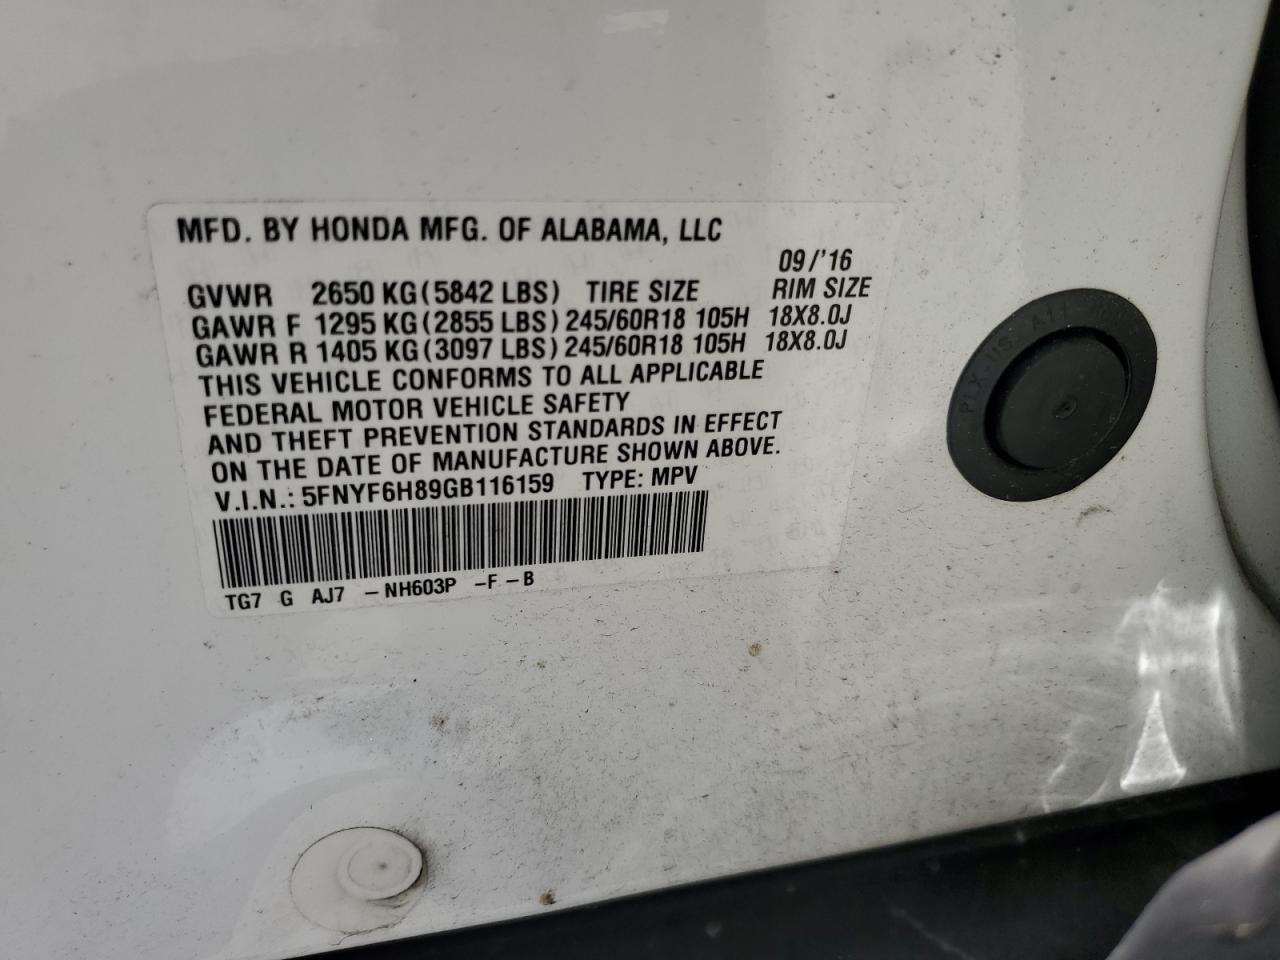 MFD. BY HONDA MFG. OF ALABAMA, LLC
09/'16
GVWR 2650 KG(5842 LBS) TIRE SIZE RIM SIZE
GAWR F 1295 KG(2855 LBS) 245/60R18 105H 18X8.0J
GAWR R 1405 KG(3097 LBS) 245/60R18 105H 18X8.0J
THIS VEHICLE CONFORMS TO ALL APPLICABLE
FEDERAL MOTOR VEHICLE SAFETY
AND THEFT PREVENTION STANDARDS IN EFFECT
ON THE DATE OF MANUFACTURE SHOWN ABOVE.
V.I.N.: 5FNYF6H89GB116159 TYPE: MPV
TG7 G AJ7 -NH603P -F-B
PLX-US A11